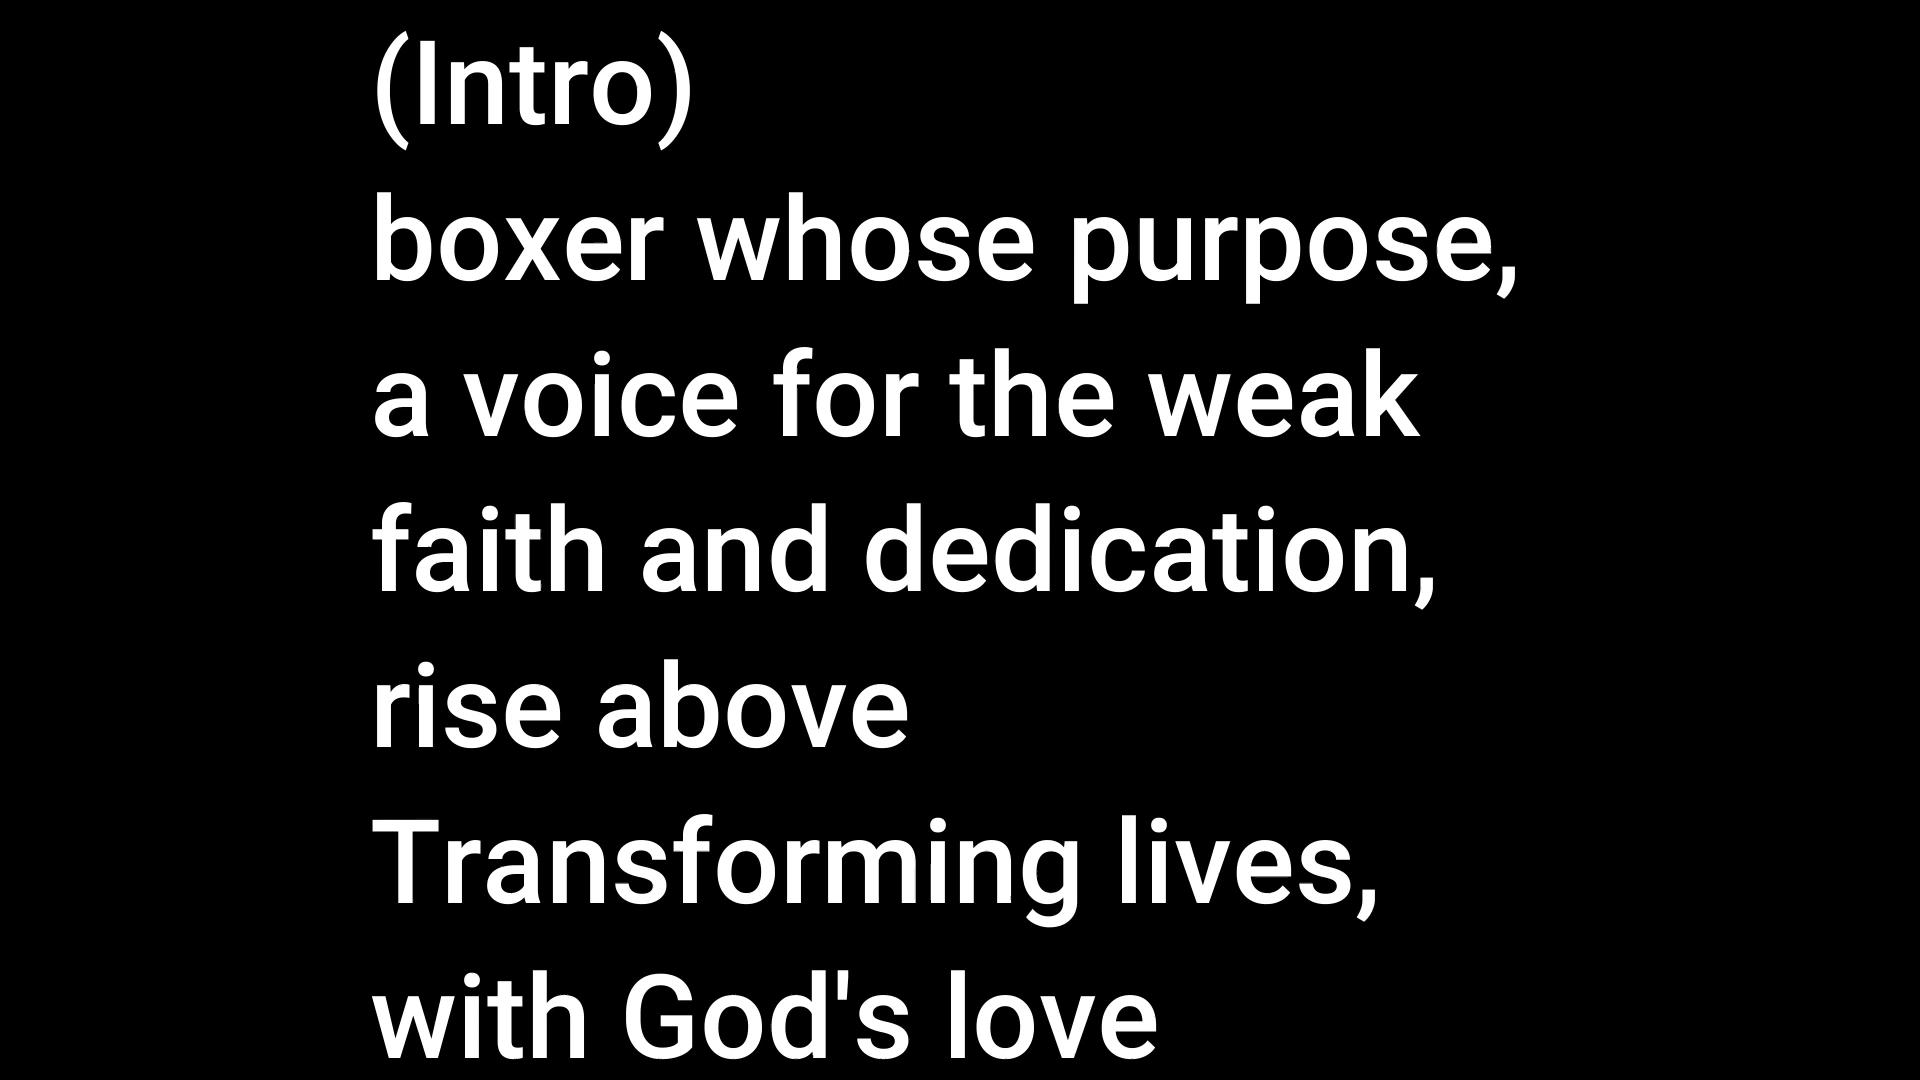 (Intro)
boxer whose purpose,
a voice for the weak
faith and dedication,
rise above
Transforming lives,
with God's love